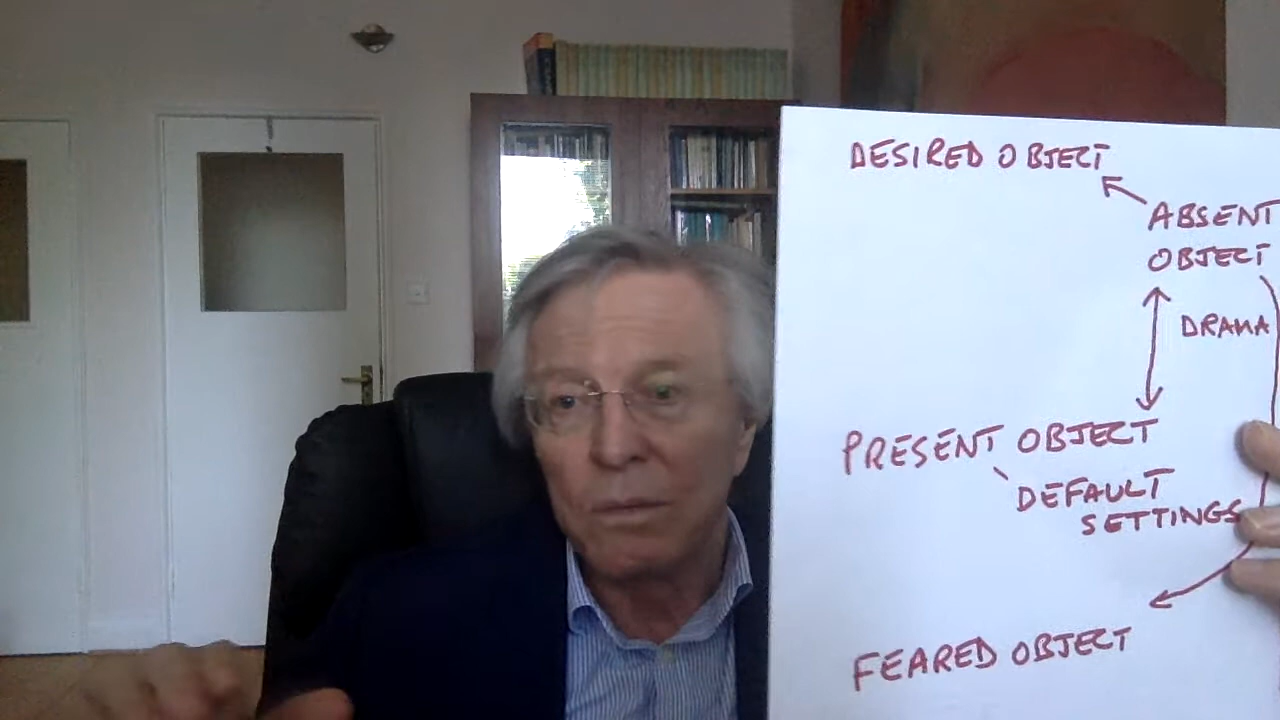 DESIRED OBJECT
ABSENT
OBJECT
DRAMA
PRESENT OBJECT
DEFAULT
SETTINGS
FEARED OBJECT